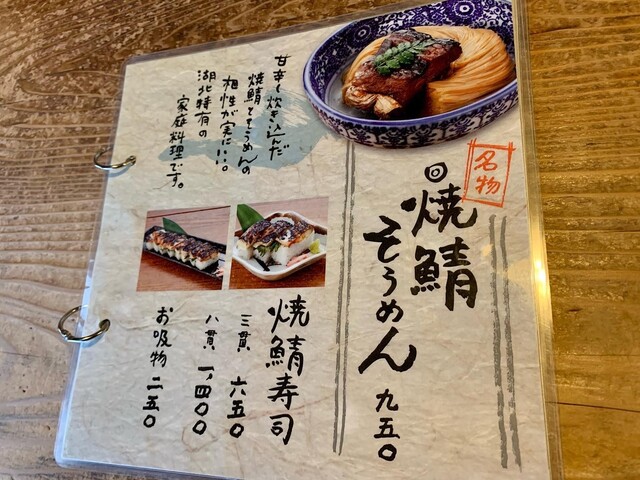 名物
焼鯖そうめん 九五〇
甘辛く炊き込んだ
焼鯖とそうめんの
相性が実にいい。
湖北特有の
家庭料理です。
焼鯖寿司
三貫 六五〇
八貫 一、四〇〇
お吸物 二五〇